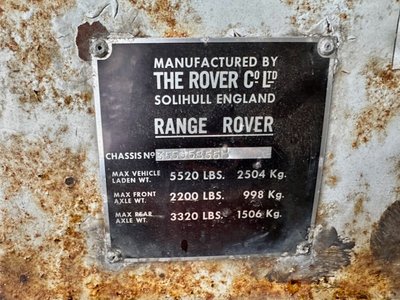 MANUFACTURED BY
THE ROVER CO LTD
SOLIHULL ENGLAND
RANGE ROVER
CHASSIS No
MAX VEHICLE LADEN WT. 5520 LBS. 2504 Kg.
MAX FRONT AXLE WT. 2200 LBS. 998 Kg.
MAX REAR AXLE WT. 3320 LBS. 1506 Kg.